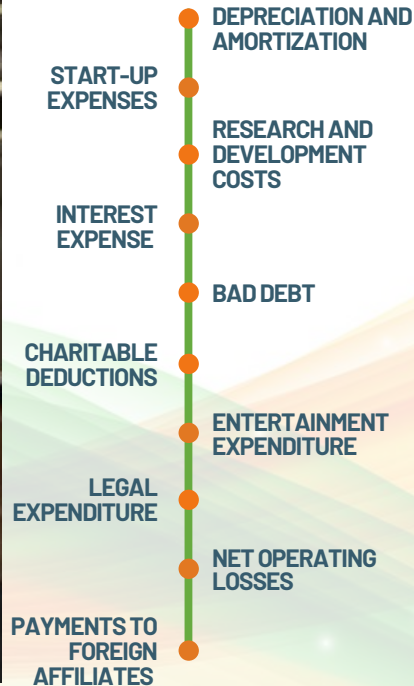 DEPRECIATION AND
AMORTIZATION
START-UP
EXPENSES
RESEARCH AND
DEVELOPMENT
COSTS
INTEREST
EXPENSE
BAD DEBT
CHARITABLE
DEDUCTIONS
ENTERTAINMENT
EXPENDITURE
LEGAL
EXPENDITURE
NET OPERATING
LOSSES
PAYMENTS TO
FOREIGN
AFFILIATES